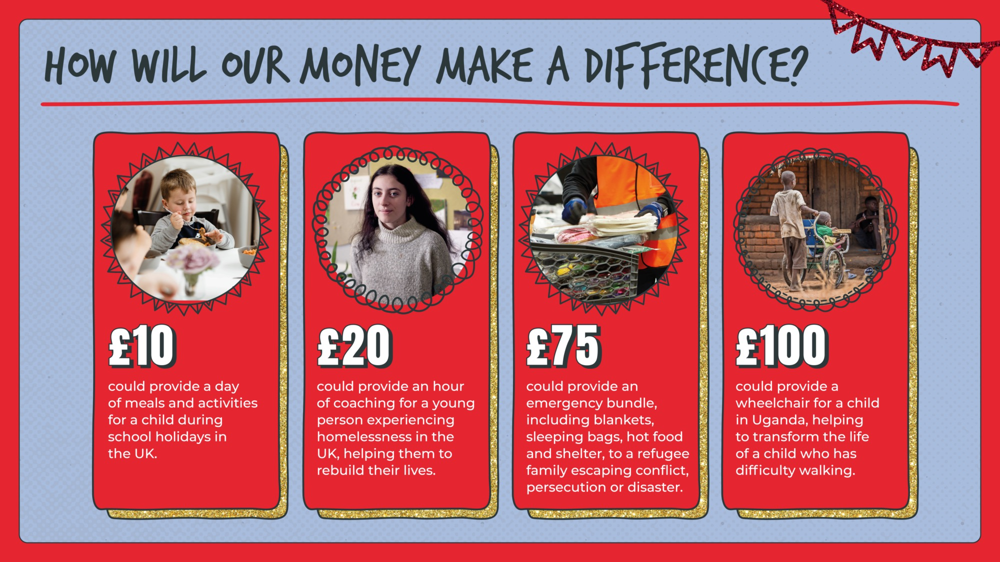 HOW WILL OUR MONEY MAKE A DIFFERENCE?
£10
could provide a day
of meals and activities
for a child during
school holidays in
the UK.
£20
could provide an hour
of coaching for a young
person experiencing
homelessness in the
UK, helping them to
rebuild their lives.
£75
could provide an
emergency bundle,
including blankets,
sleeping bags, hot food
and shelter, to a refugee
family escaping conflict,
persecution or disaster.
£100
could provide a
wheelchair for a child
in Uganda, helping
to transform the life
of a child who has
difficulty walking.